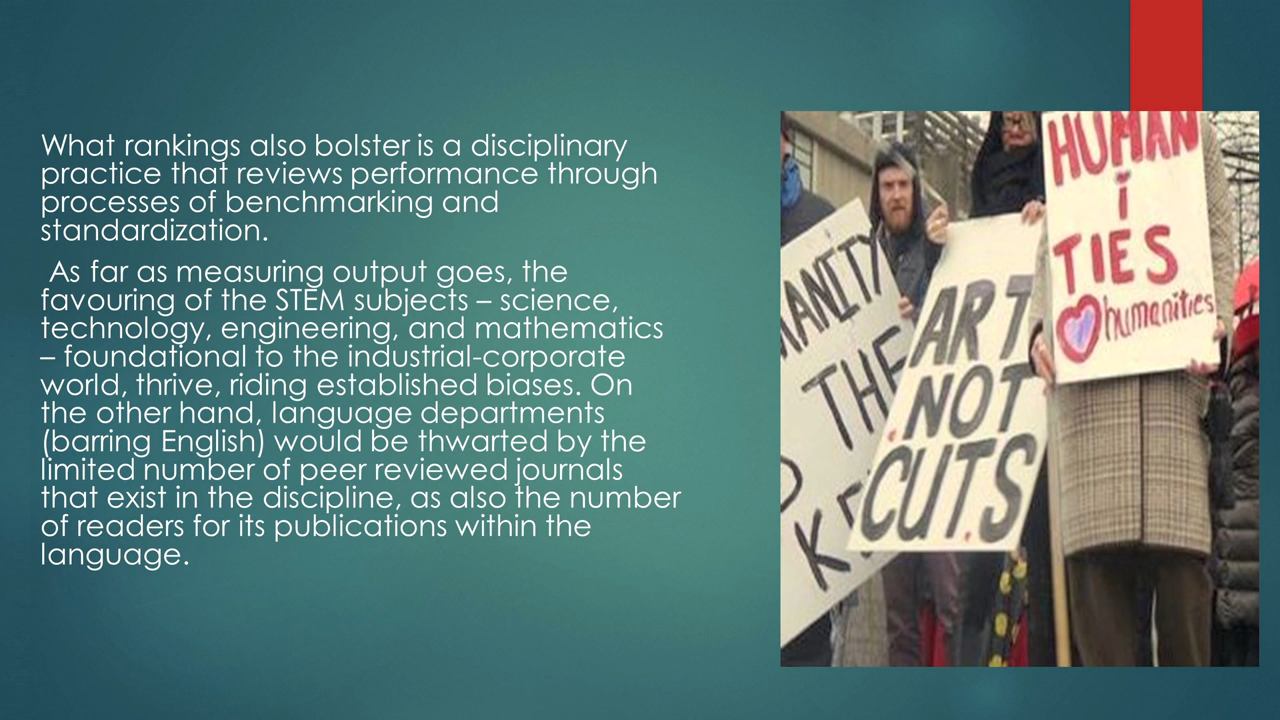 What rankings also bolster is a disciplinary
practice that reviews performance through
processes of benchmarking and
standardization.
As far as measuring output goes, the
favouring of the STEM subjects – science,
technology, engineering, and mathematics
– foundational to the industrial-corporate
world, thrive, riding established biases. On
the other hand, language departments
(barring English) would be thwarted by the
limited number of peer reviewed journals
that exist in the discipline, as also the number
of readers for its publications within the
language.
THE
ART
NOT
CUTS
HUMAN
i
TIES
humanities